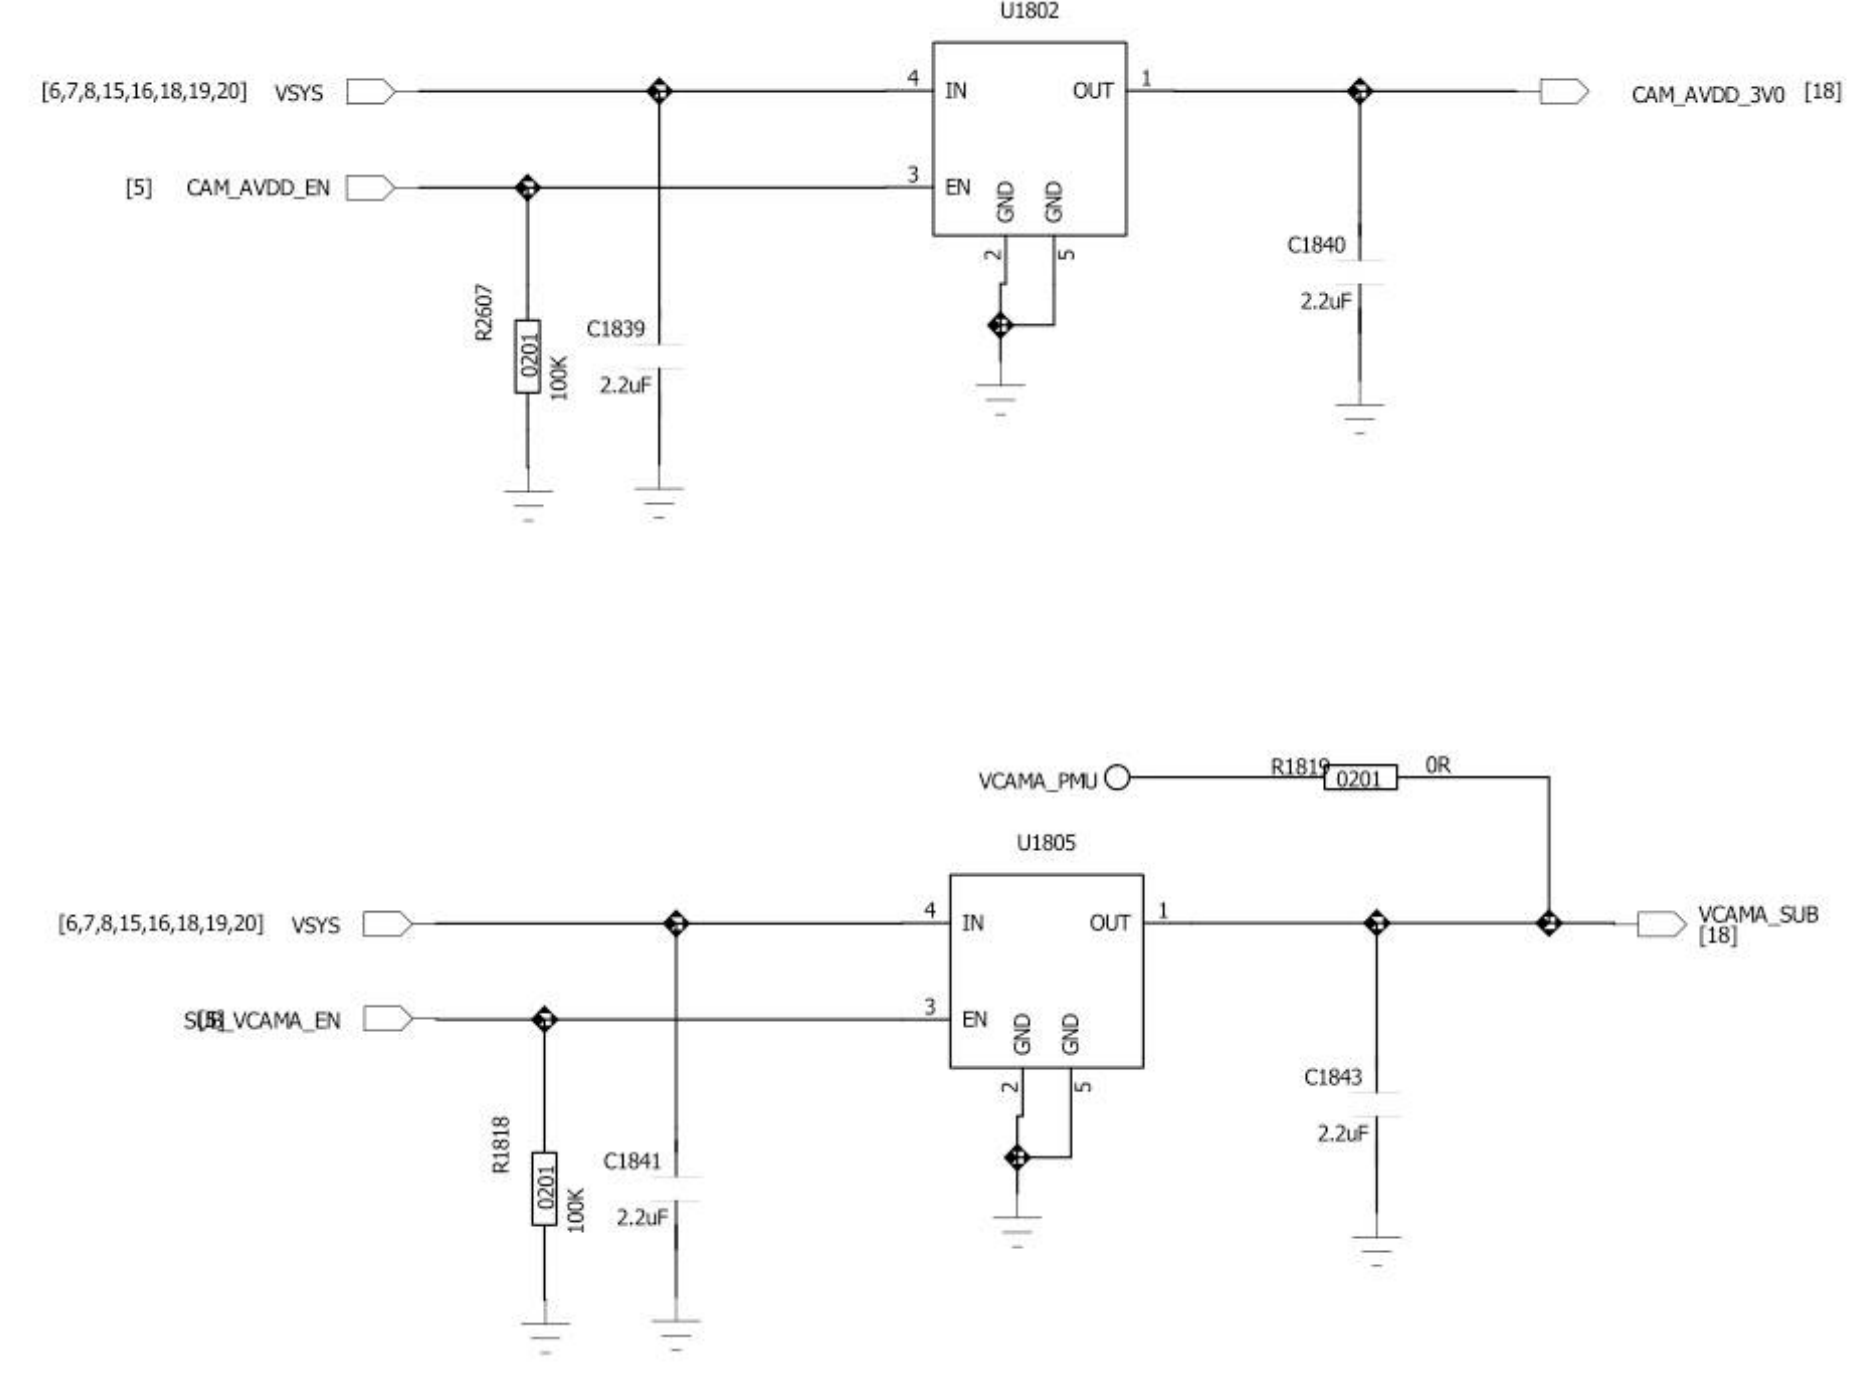 U1802
[6,7,8,15,16,18,19,20] VSYS
4 IN OUT 1
CAM_AVDD_3V0 [18]
[5] CAM_AVDD_EN
3 EN GND GND
2 5
C1840
2.2uF
R2607
0201
100K
C1839
2.2uF
VCAMA_PMU
R1819 0201 0R
U1805
[6,7,8,15,16,18,19,20] VSYS
4 IN OUT 1
VCAMA_SUB
[18]
SUB_VCAMA_EN
[5]
3 EN GND GND
2 5
C1843
2.2uF
R1818
0201
100K
C1841
2.2uF